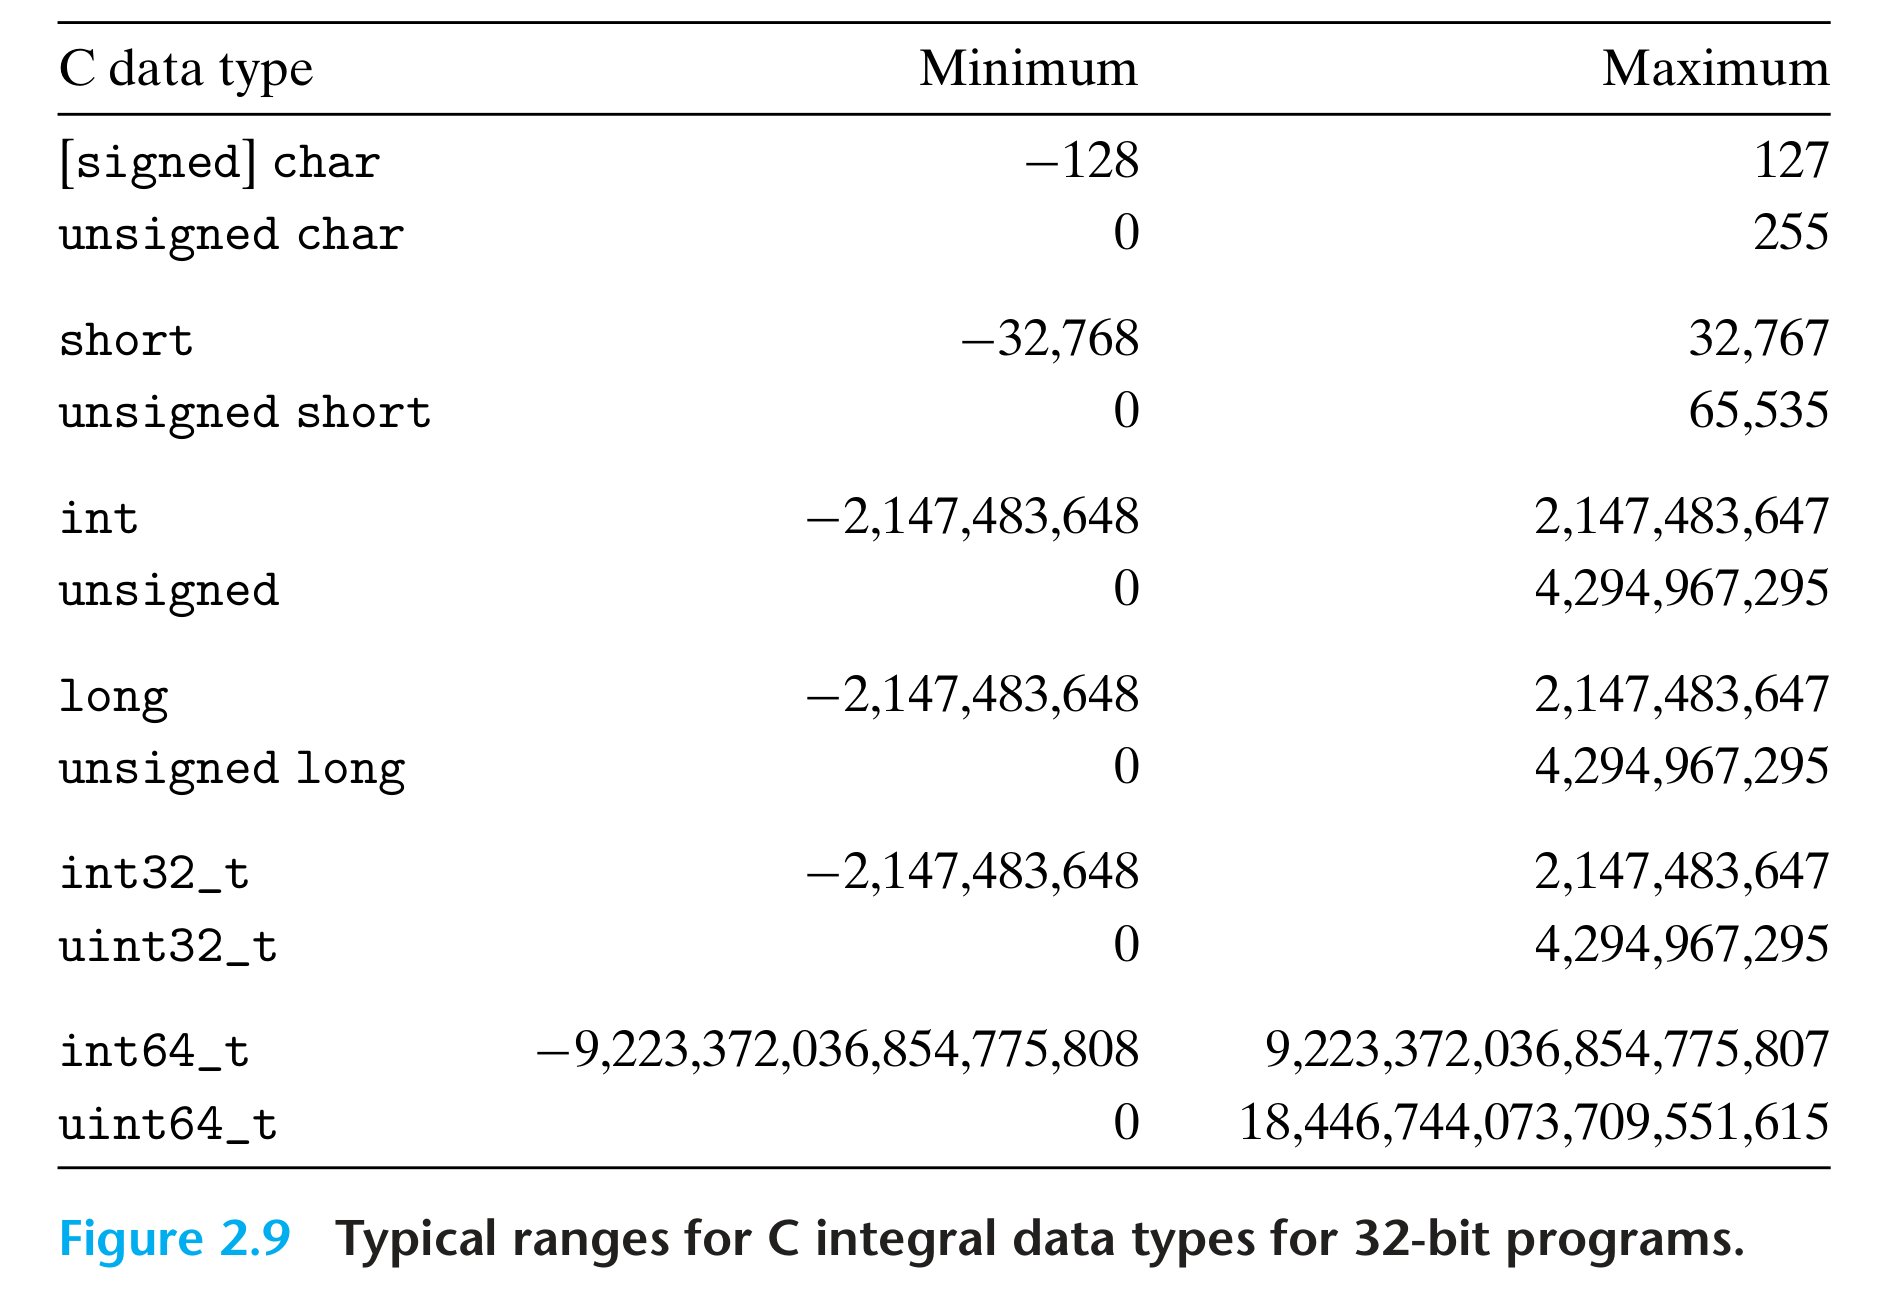 C data type Minimum Maximum
[signed] char −128 127
unsigned char 0 255
short −32,768 32,767
unsigned short 0 65,535
int −2,147,483,648 2,147,483,647
unsigned 0 4,294,967,295
long −2,147,483,648 2,147,483,647
unsigned long 0 4,294,967,295
int32_t −2,147,483,648 2,147,483,647
uint32_t 0 4,294,967,295
int64_t −9,223,372,036,854,775,808 9,223,372,036,854,775,807
uint64_t 0 18,446,744,073,709,551,615
Figure 2.9 Typical ranges for C integral data types for 32-bit programs.